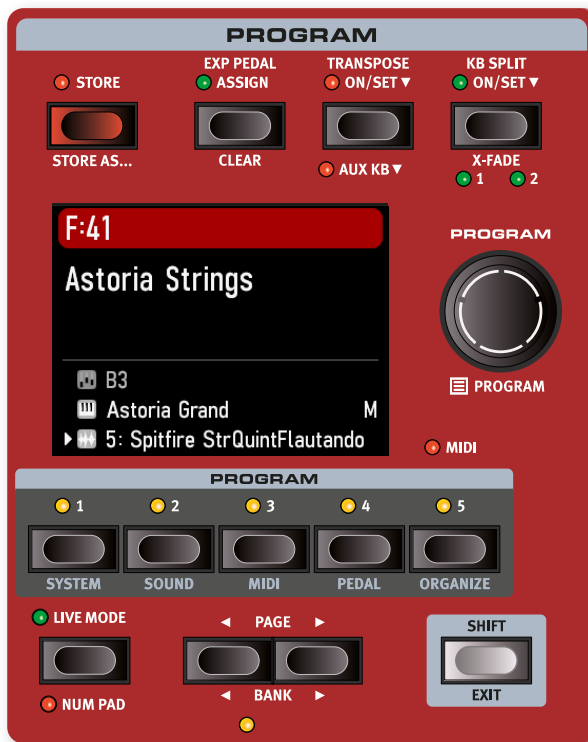 PROGRAM
STORE
STORE AS...
EXP PEDAL
ASSIGN
CLEAR
TRANSPOSE
ON/SET ▼
AUX KB ▼
KB SPLIT
ON/SET ▼
X-FADE
1 2
F:41
Astoria Strings
B3
Astoria Grand M
5: Spitfire StrQuintFlautando
PROGRAM
PROGRAM
MIDI
PROGRAM
1 2 3 4 5
SYSTEM SOUND MIDI PEDAL ORGANIZE
LIVE MODE
NUM PAD
◄ PAGE ►
◄ BANK ►
SHIFT
EXIT